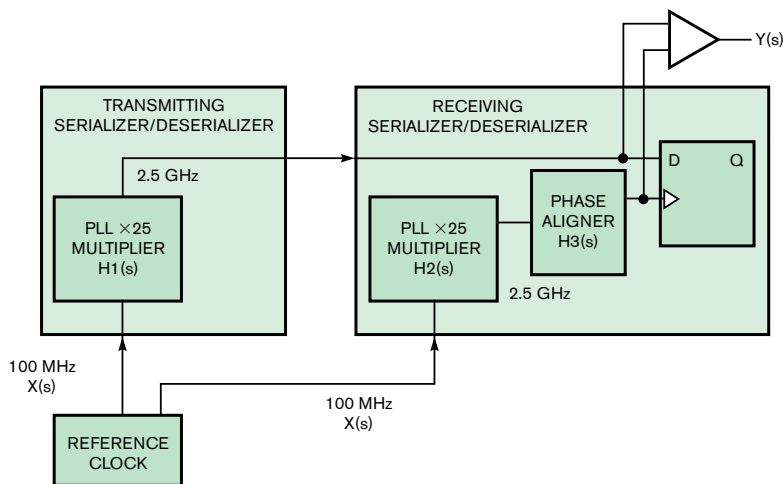 Y(s)
TRANSMITTING
SERIALIZER/DESERIALIZER
RECEIVING
SERIALIZER/DESERIALIZER
2.5 GHz
D
Q
PLL ×25
MULTIPLIER
H1(s)
PLL ×25
MULTIPLIER
H2(s)
PHASE
ALIGNER
H3(s)
2.5 GHz
100 MHz
X(s)
100 MHz
X(s)
REFERENCE
CLOCK